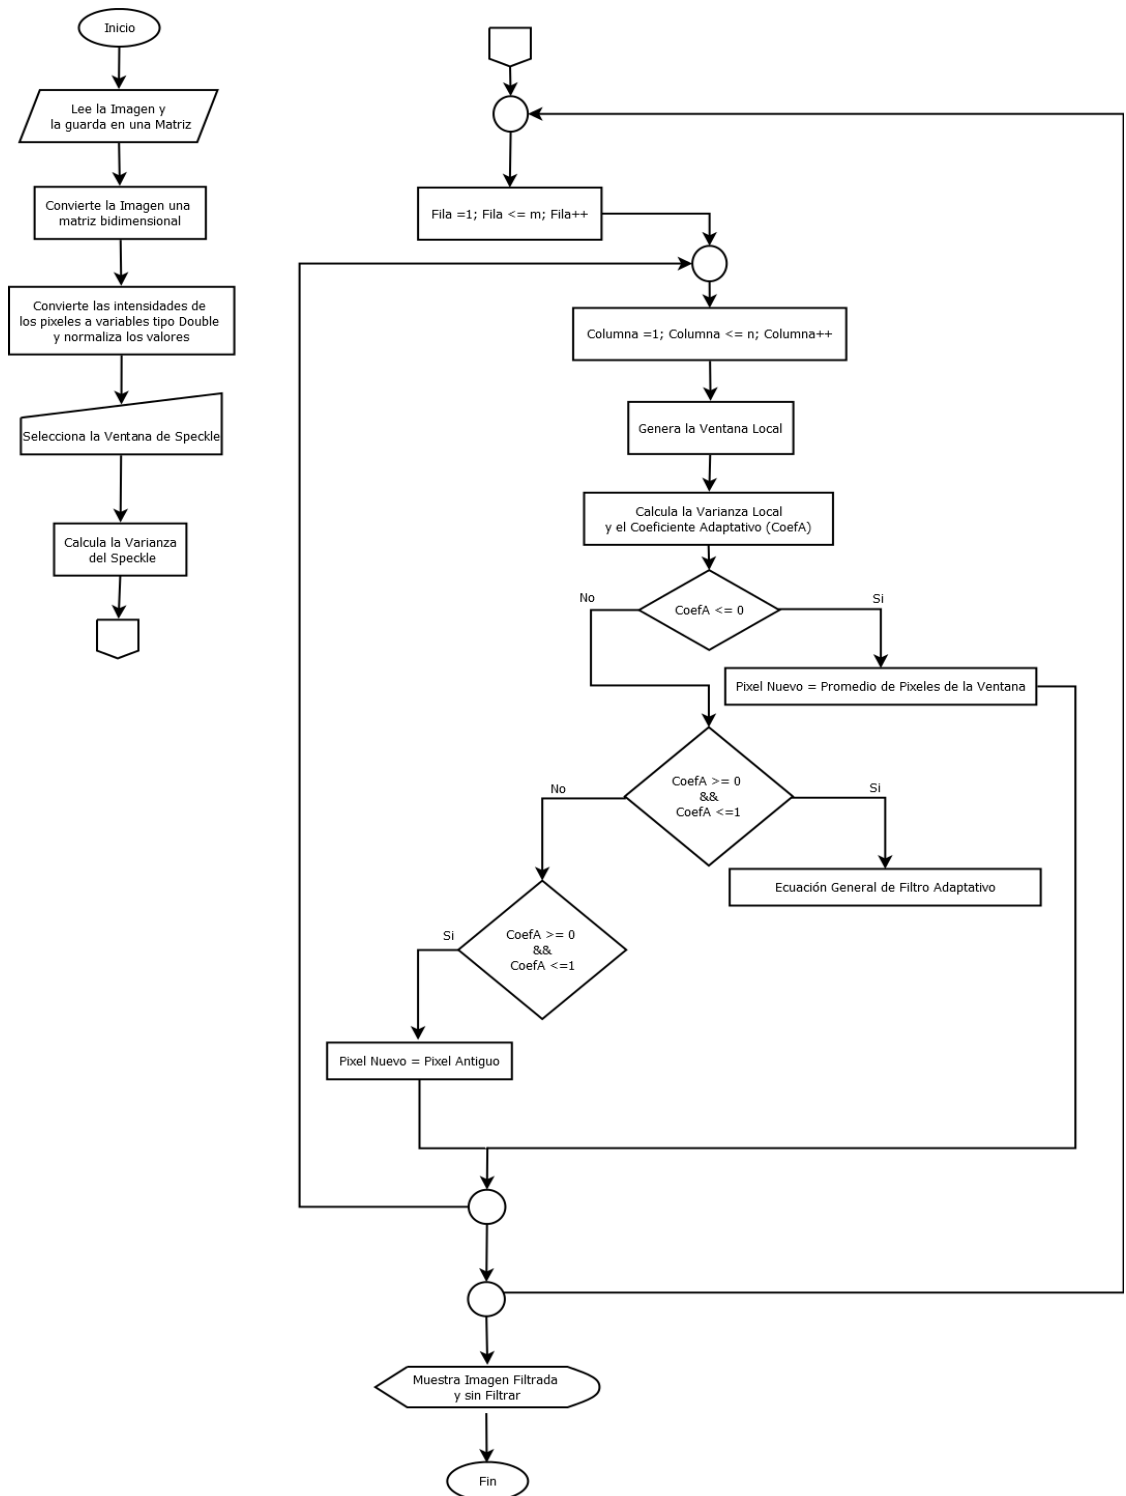 Inicio
Lee la Imagen y
la guarda en una Matriz
Convierte la Imagen una
matriz bidimensional
Convierte las intensidades de
los pixeles a variables tipo Double
y normaliza los valores
Selecciona la Ventana de Speckle
Calcula la Varianza
del Speckle
Fila =1; Fila <= m; Fila++
Columna =1; Columna <= n; Columna++
Genera la Ventana Local
Calcula la Varianza Local
y el Coeficiente Adaptativo (CoefA)
CoefA <= 0
No
Si
Pixel Nuevo = Promedio de Pixeles de la Ventana
CoefA >= 0
&&
CoefA <=1
No
Si
Ecuación General de Filtro Adaptativo
CoefA >= 0
&&
CoefA <=1
Si
Pixel Nuevo = Pixel Antiguo
Muestra Imagen Filtrada
y sin Filtrar
Fin